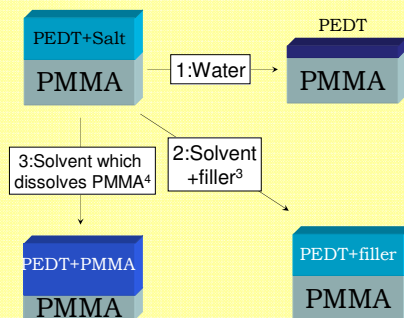 PEDT+Salt
PMMA
1:Water
PEDT
PMMA
3:Solvent which
dissolves PMMA⁴
2:Solvent
+filler³
PEDT+PMMA
PMMA
PEDT+filler
PMMA